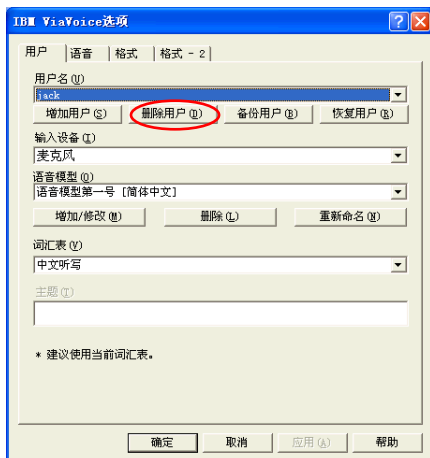 IBM ViaVoice选项
用户 语音 格式 格式 - 2
用户名(U)
jack
增加用户(S) 删除用户(D) 备份用户(B) 恢复用户(R)
输入设备(I)
麦克风
语音模型(O)
语音模型第一号 [简体中文]
增加/修改(M) 删除(L) 重新命名(N)
词汇表(V)
中文听写
主题(T)
* 建议使用当前词汇表。
确定 取消 应用(A) 帮助